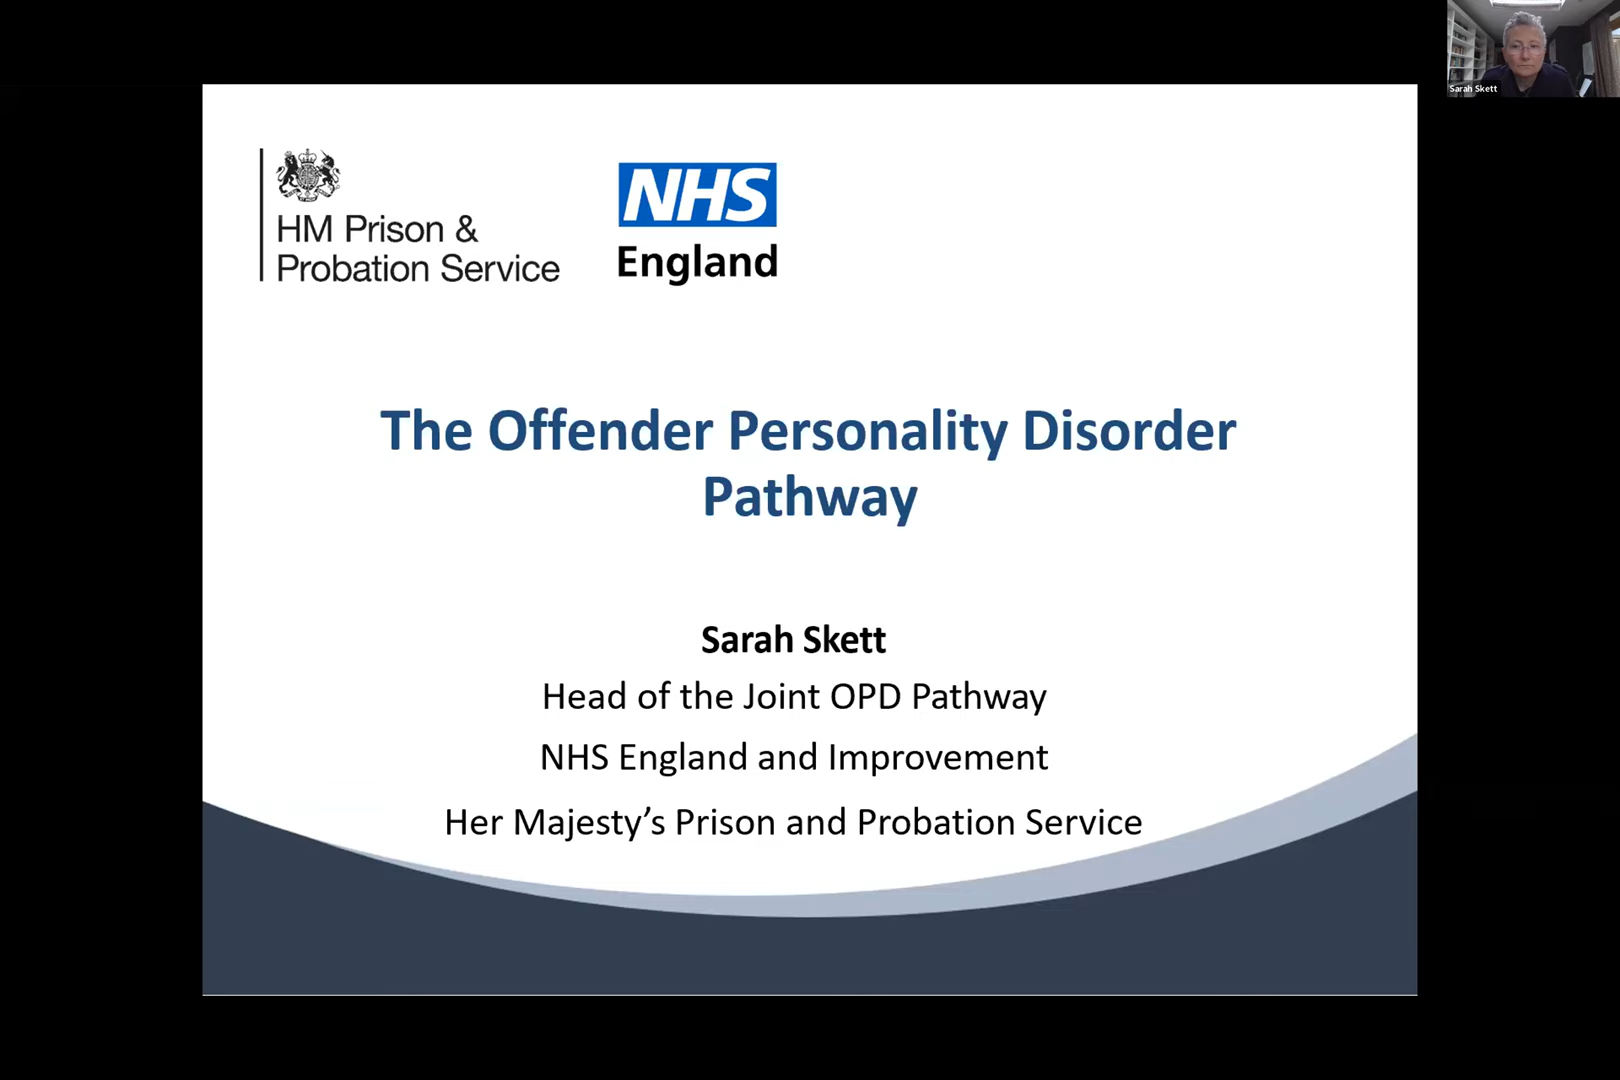 Sarah Skett
HM Prison &
Probation Service
NHS
England
The Offender Personality Disorder
Pathway
Sarah Skett
Head of the Joint OPD Pathway
NHS England and Improvement
Her Majesty’s Prison and Probation Service